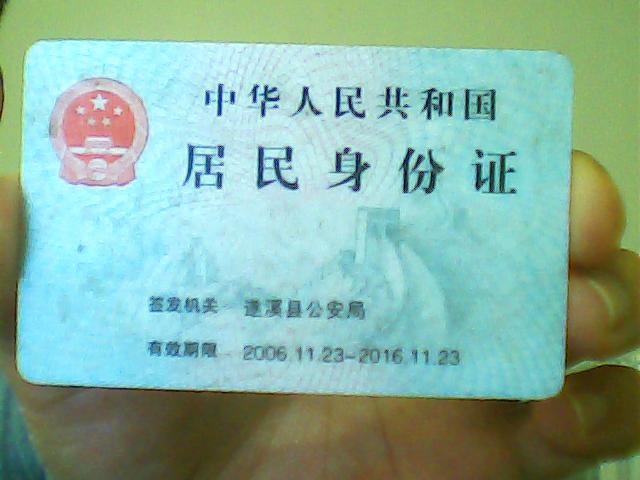 中华人民共和国
居民身份证
签发机关 遂溪县公安局
有效期限 2006.11.23-2016.11.23